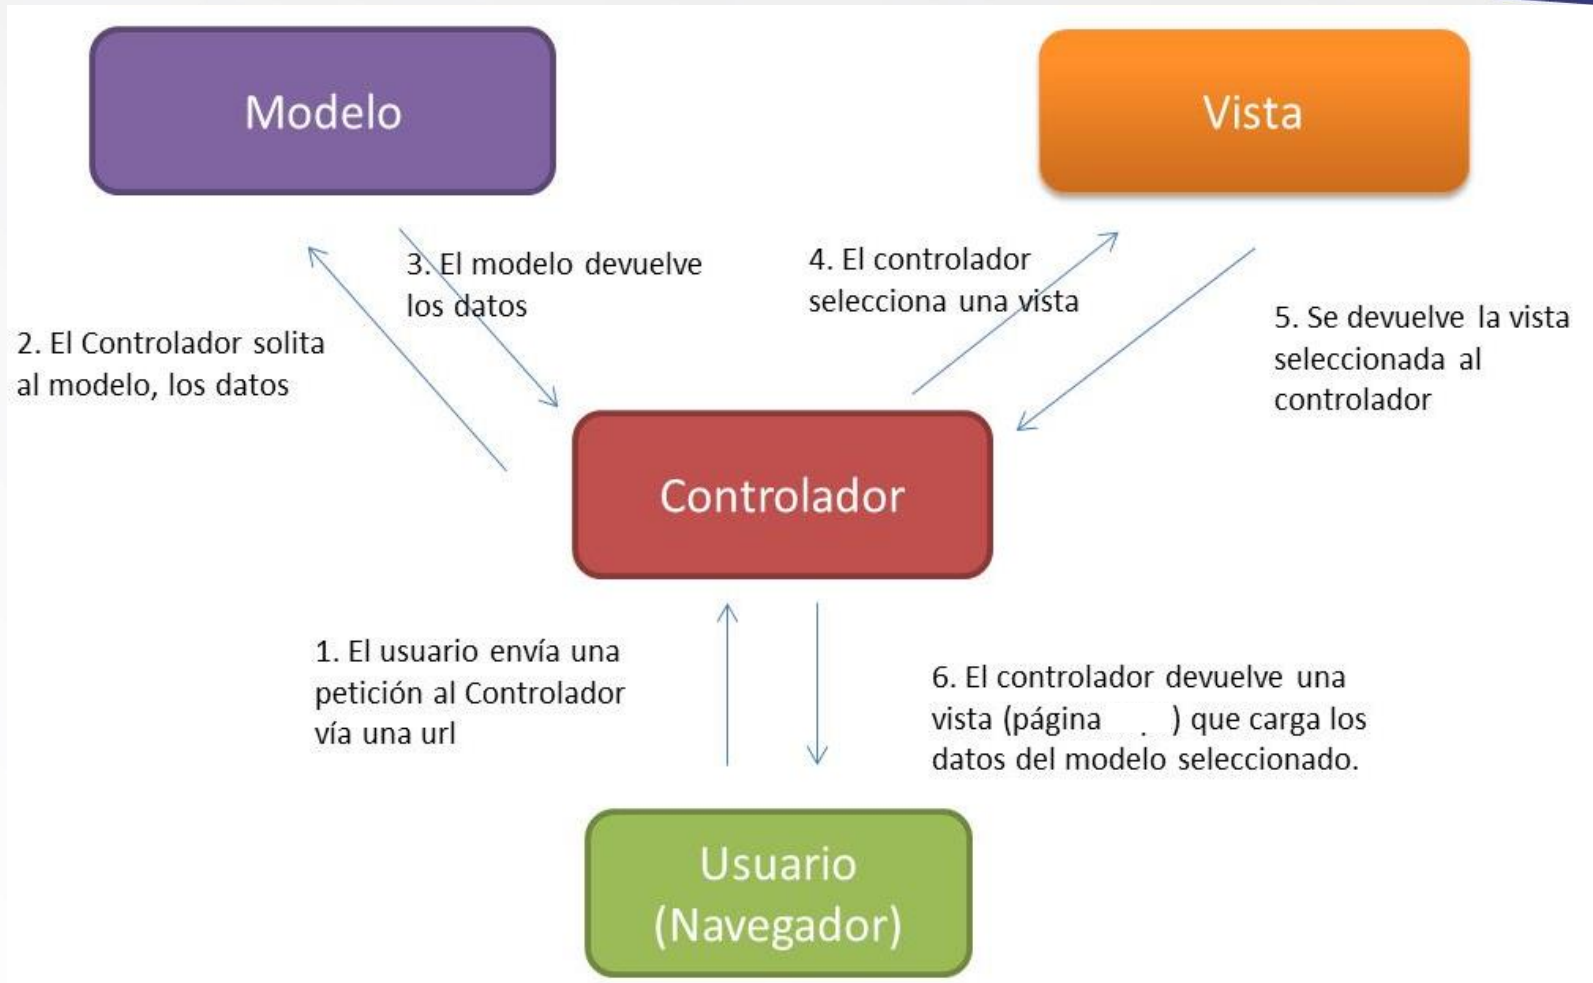 Modelo
Vista
3. El modelo devuelve
los datos
4. El controlador
selecciona una vista
2. El Controlador solita
al modelo, los datos
5. Se devuelve la vista
seleccionada al
controlador
Controlador
1. El usuario envía una
petición al Controlador
vía una url
6. El controlador devuelve una
vista (página . ) que carga los
datos del modelo seleccionado.
Usuario
(Navegador)